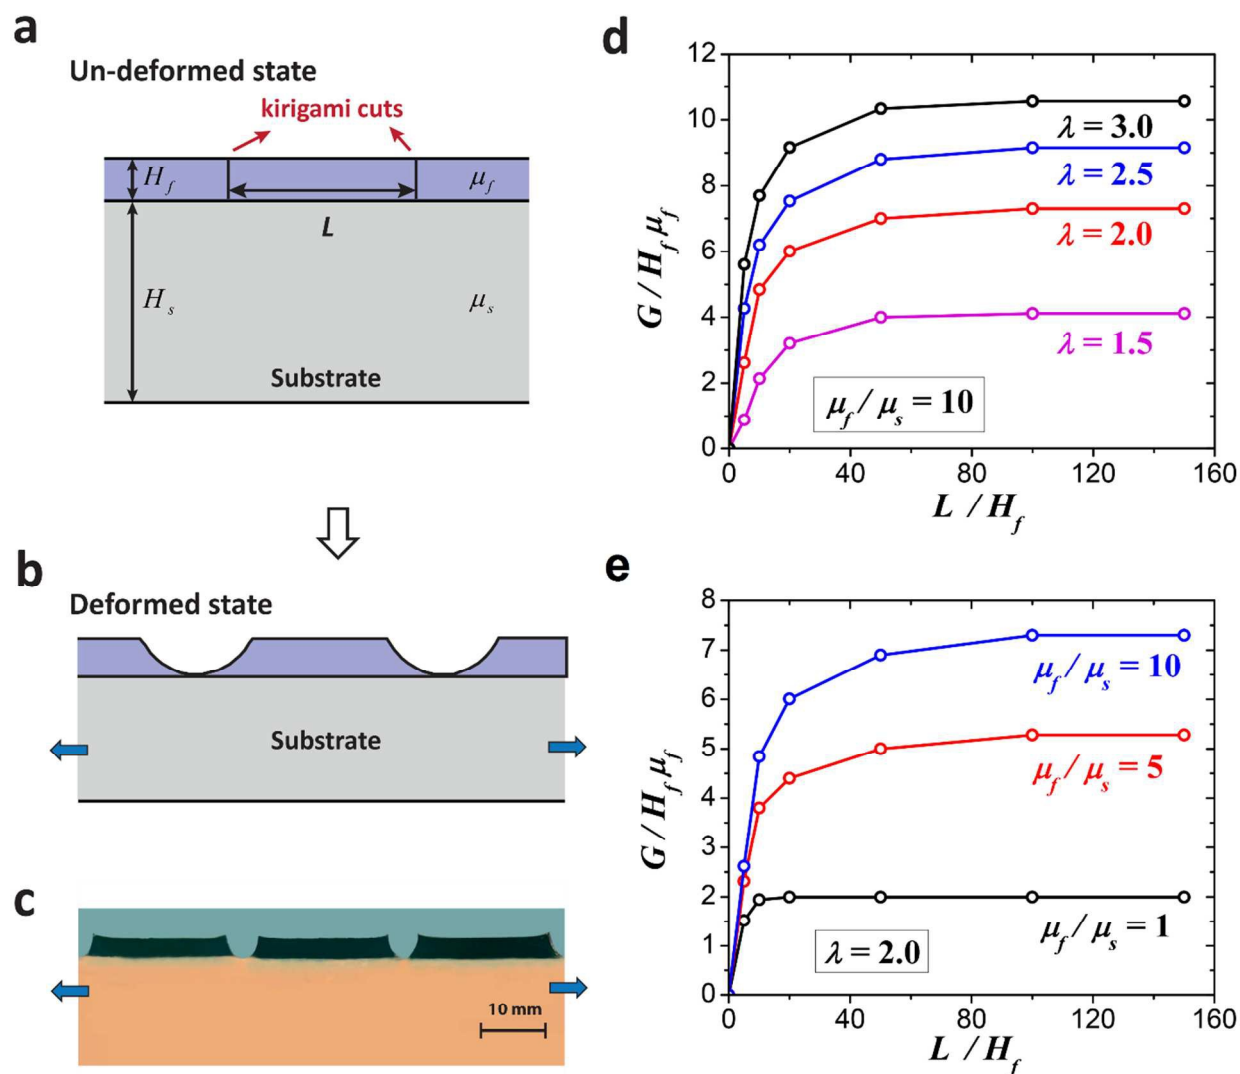 a
Un-deformed state
kirigami cuts
H_f
μ_f
L
H_s
μ_s
Substrate
b
Deformed state
Substrate
c
10 mm
d
12
10
8
6
4
2
0
G / H_f μ_f
λ = 3.0
λ = 2.5
λ = 2.0
λ = 1.5
μ_f / μ_s = 10
0 40 80 120 160
L / H_f
e
8
7
6
5
4
3
2
1
0
G / H_f μ_f
μ_f / μ_s = 10
μ_f / μ_s = 5
μ_f / μ_s = 1
λ = 2.0
0 40 80 120 160
L / H_f